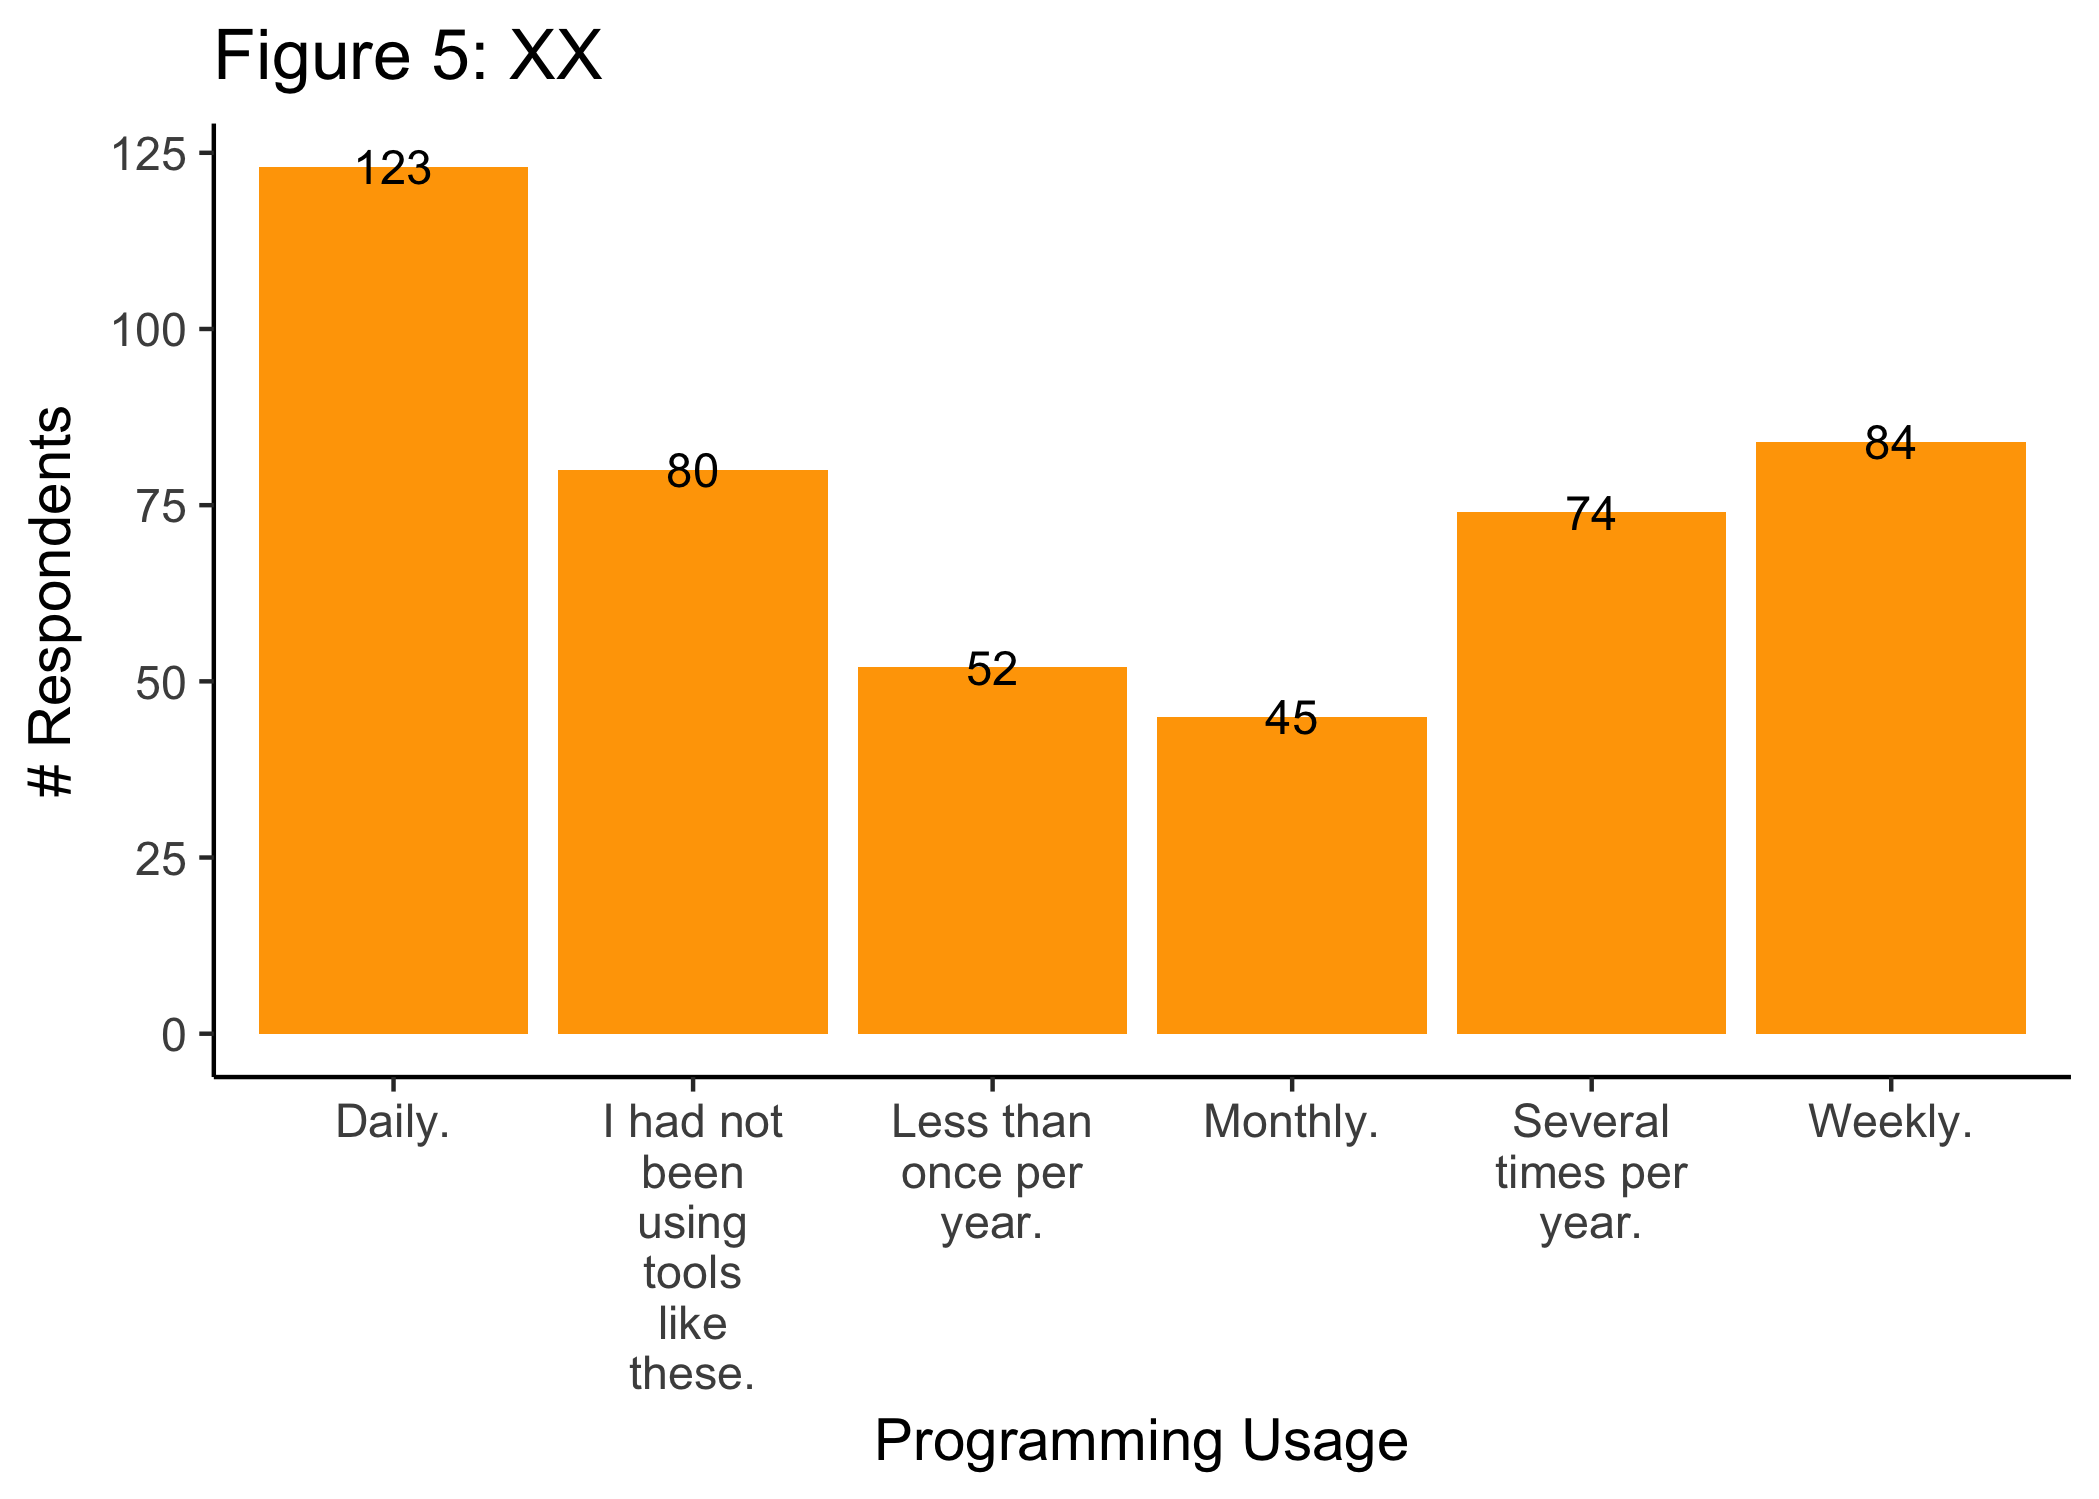 Figure 5: XX
# Respondents
125
100
75
50
25
0
123
80
52
45
74
84
Daily.
I had not
been
using
tools
like
these.
Less than
once per
year.
Monthly.
Several
times per
year.
Weekly.
Programming Usage